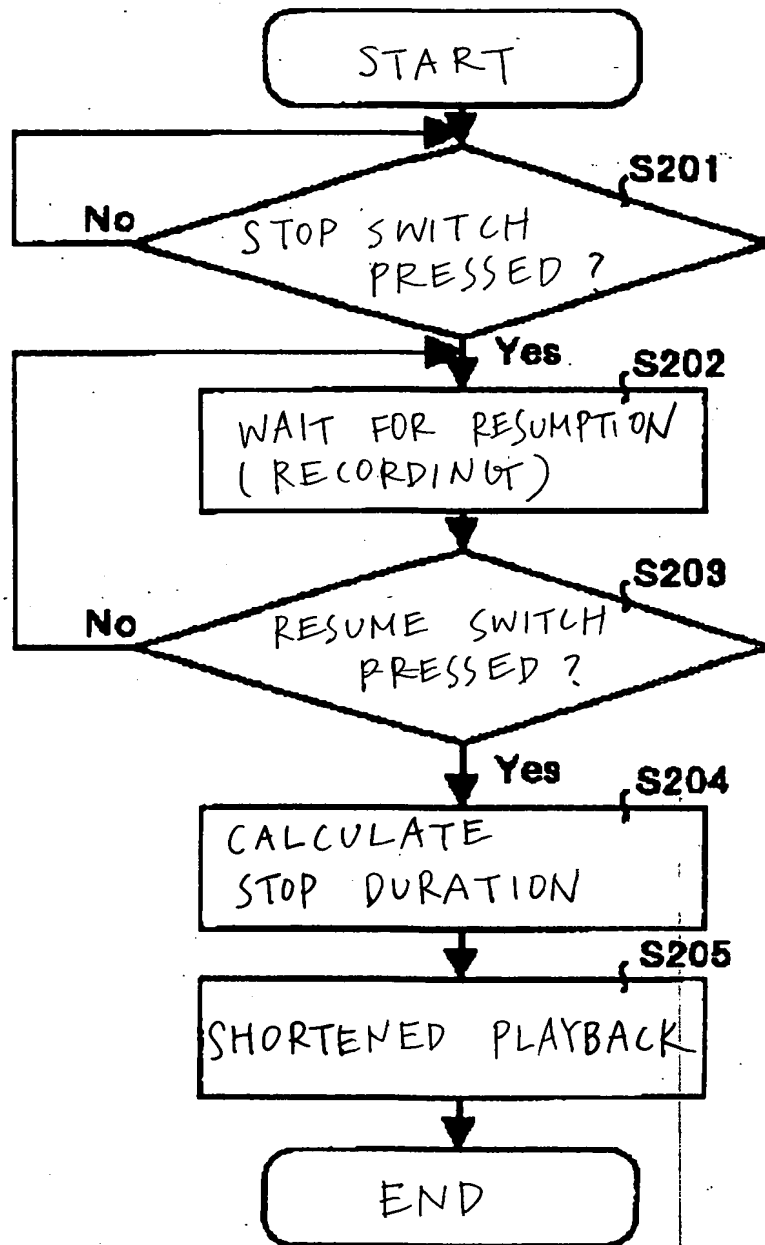 START
S201
No
STOP SWITCH
PRESSED?
Yes
S202
WAIT FOR RESUMPTION
(RECORDING)
S203
No
RESUME SWITCH
PRESSED?
Yes
S204
CALCULATE
STOP DURATION
S205
SHORTENED PLAYBACK
END